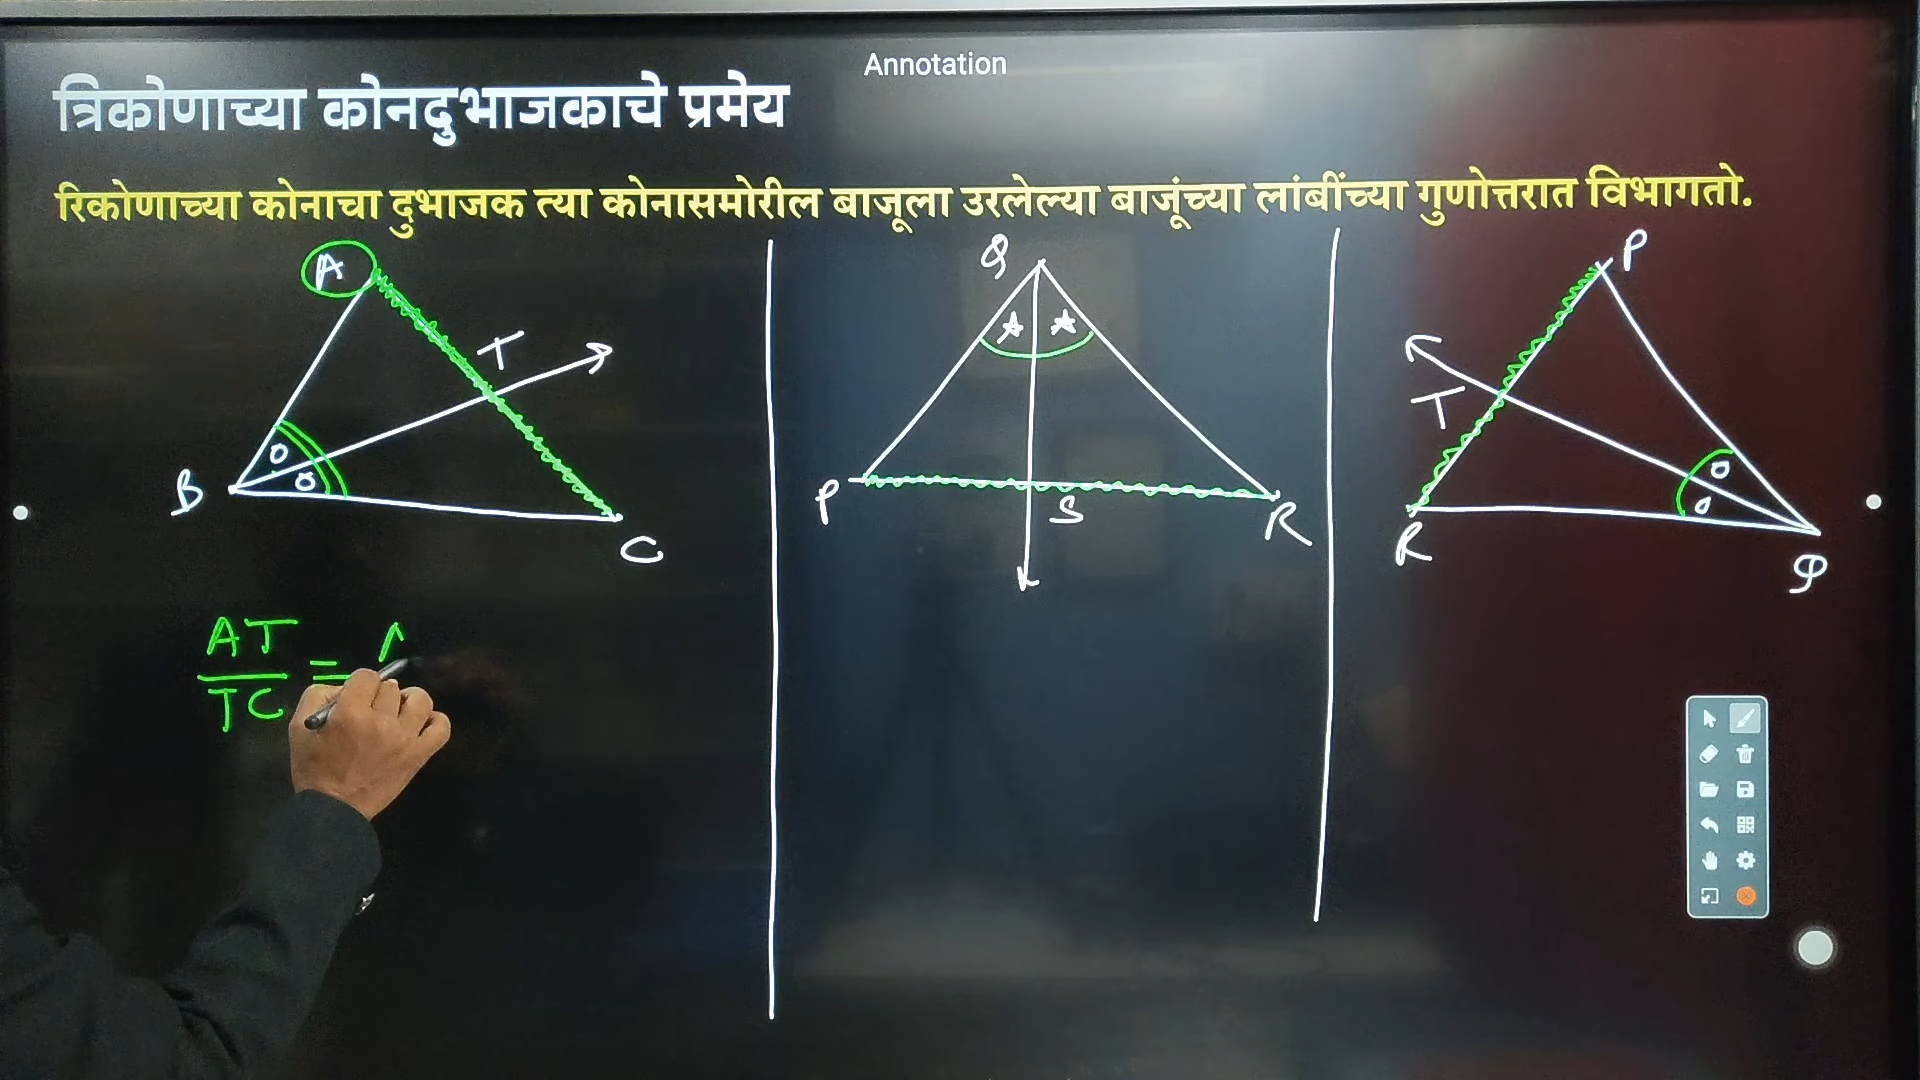 Annotation
त्रिकोणाच्या कोनदुभाजकाचे प्रमेय
रिकोणाच्या कोनाचा दुभाजक त्या कोनासमोरील बाजूला उरलेल्या बाजूंच्या लांबींच्या गुणोत्तरात विभागतो.
A
T
B
C
Q
P
S
R
P
T
R
Q
AT
TC
=